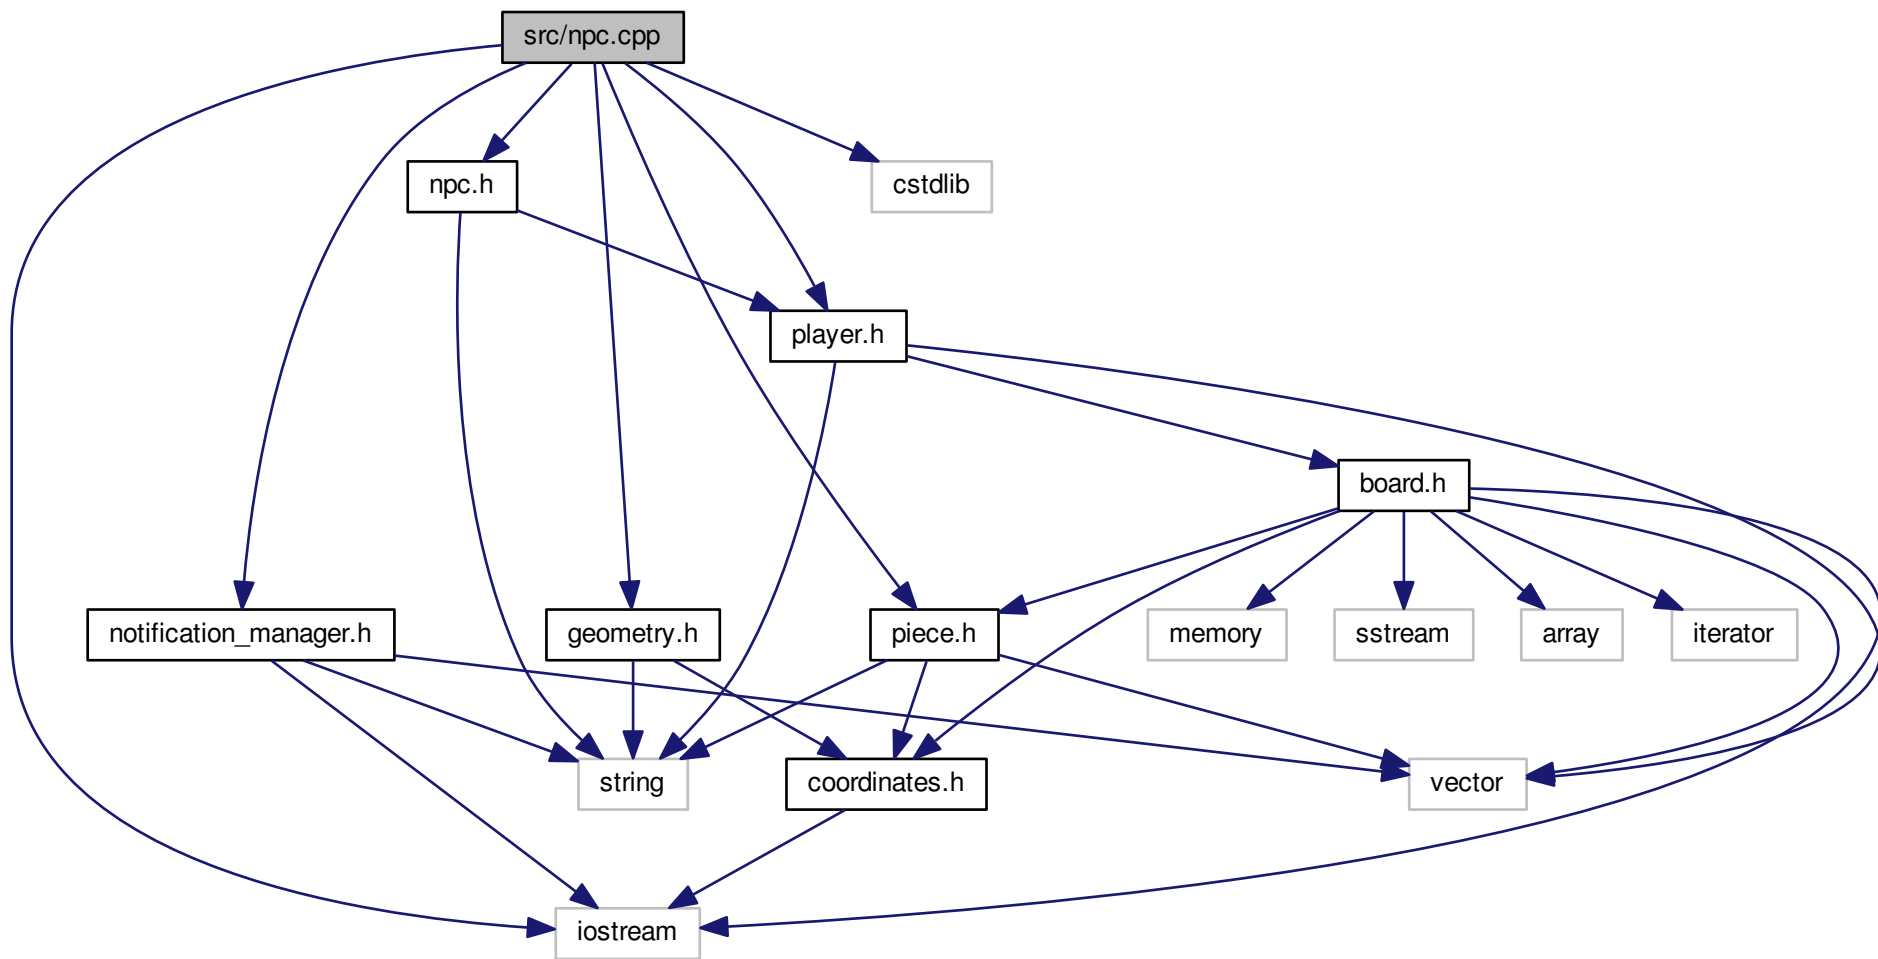 src/npc.cpp
npc.h
cstdlib
player.h
board.h
notification_manager.h
geometry.h
piece.h
memory
sstream
array
iterator
string
coordinates.h
vector
iostream